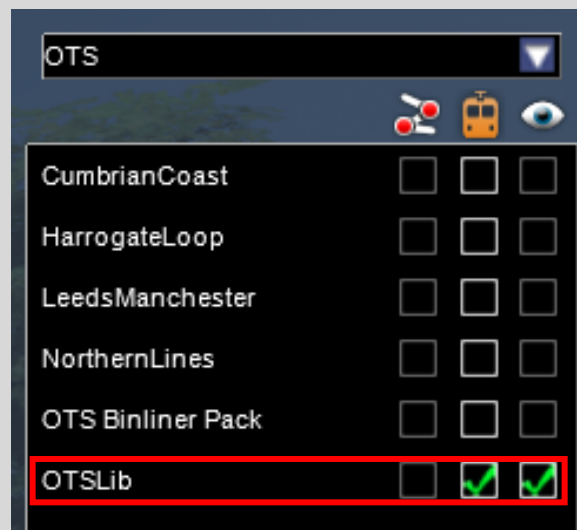 OTS
CumbrianCoast
HarrogateLoop
LeedsManchester
NorthernLines
OTS Binliner Pack
OTSLib